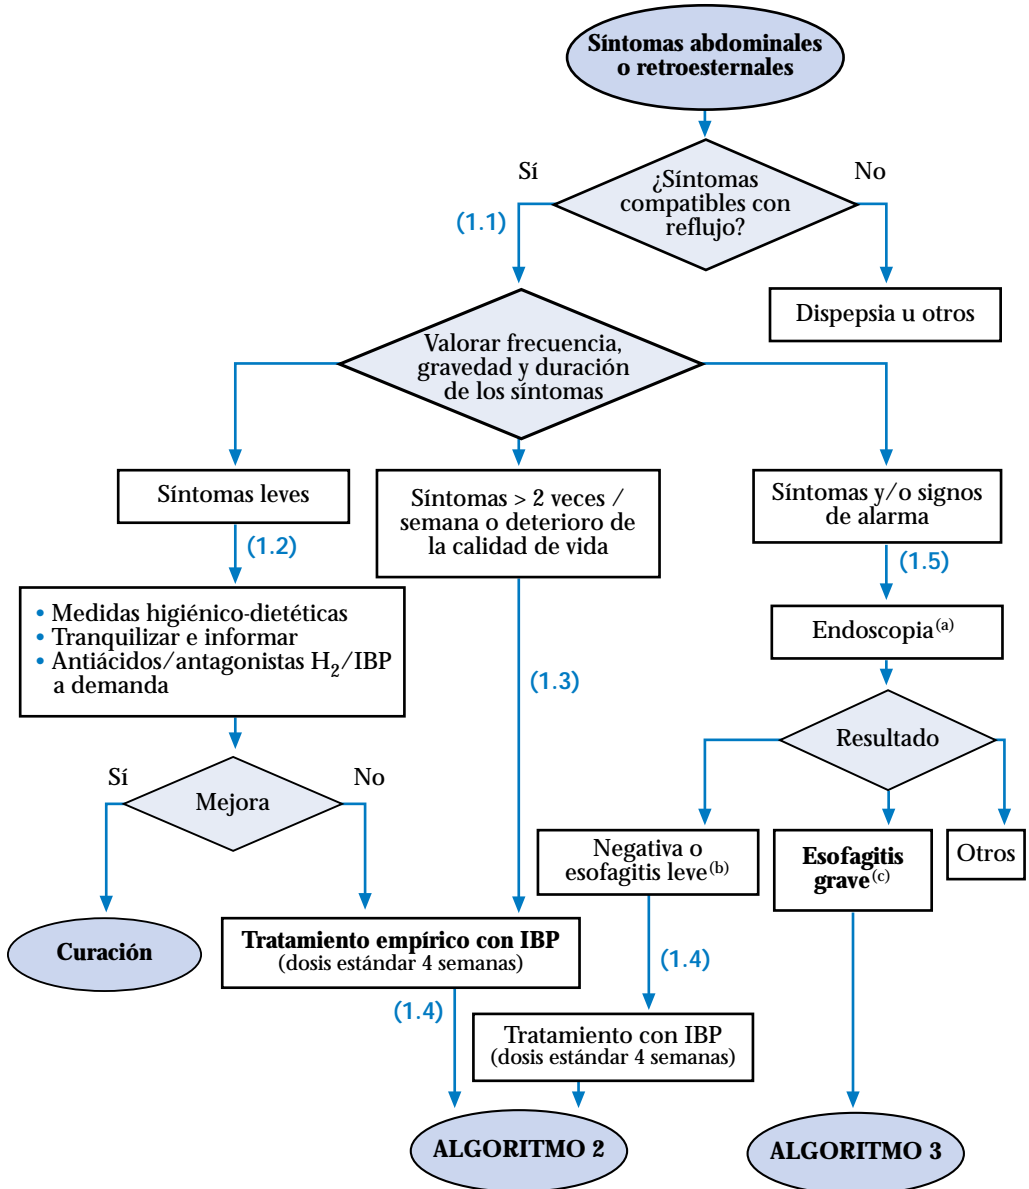 Síntomas abdominales
o retroesternales
Sí
No
¿Síntomas
compatibles con
reflujo?
(1.1)
Dispepsia u otros
Valorar frecuencia,
gravedad y duración
de los síntomas
Síntomas leves
Síntomas > 2 veces /
semana o deterioro de
la calidad de vida
Síntomas y/o signos
de alarma
(1.2)
(1.5)
• Medidas higiénico-dietéticas
• Tranquilizar e informar
• Antiácidos/antagonistas H2/IBP
a demanda
Endoscopia(a)
(1.3)
Resultado
Sí
No
Mejora
Negativa o
esofagitis leve(b)
Esofagitis
grave(c)
Otros
Curación
Tratamiento empírico con IBP
(dosis estándar 4 semanas)
(1.4)
(1.4)
Tratamiento con IBP
(dosis estándar 4 semanas)
ALGORITMO 2
ALGORITMO 3